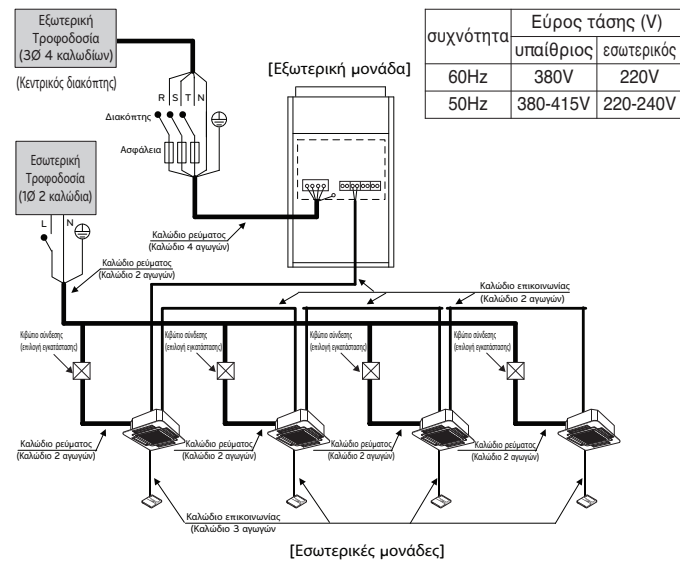 Εξωτερική
Τροφοδοσία
(3Ø 4 καλωδίων)
(Κεντρικός διακόπτης)
R S T N
Διακόπτης
Ασφάλεια
[Εξωτερική μονάδα]
συχνότητα Εύρος τάσης (V)
υπαίθριος εσωτερικός
60Hz 380V 220V
50Hz 380-415V 220-240V
Εσωτερική
Τροφοδοσία
(1Ø 2 καλώδια)
L N
Καλώδιο ρεύματος
(Καλώδιο 4 αγωγών)
Καλώδιο ρεύματος
(Καλώδιο 2 αγωγών)
Καλώδιο επικοινωνίας
(Καλώδιο 2 αγωγών)
Κιβώτιο σύνδεσης
(επιλογή εγκατάστασης)
Κιβώτιο σύνδεσης
(επιλογή εγκατάστασης)
Κιβώτιο σύνδεσης
(επιλογή εγκατάστασης)
Κιβώτιο σύνδεσης
(επιλογή εγκατάστασης)
Καλώδιο ρεύματος
(Καλώδιο 2 αγωγών)
Καλώδιο ρεύματος
(Καλώδιο 2 αγωγών)
Καλώδιο ρεύματος
(Καλώδιο 2 αγωγών)
Καλώδιο ρεύματος
(Καλώδιο 2 αγωγών)
Καλώδιο επικοινωνίας
(Καλώδιο 3 αγωγών
[Εσωτερικές μονάδες]